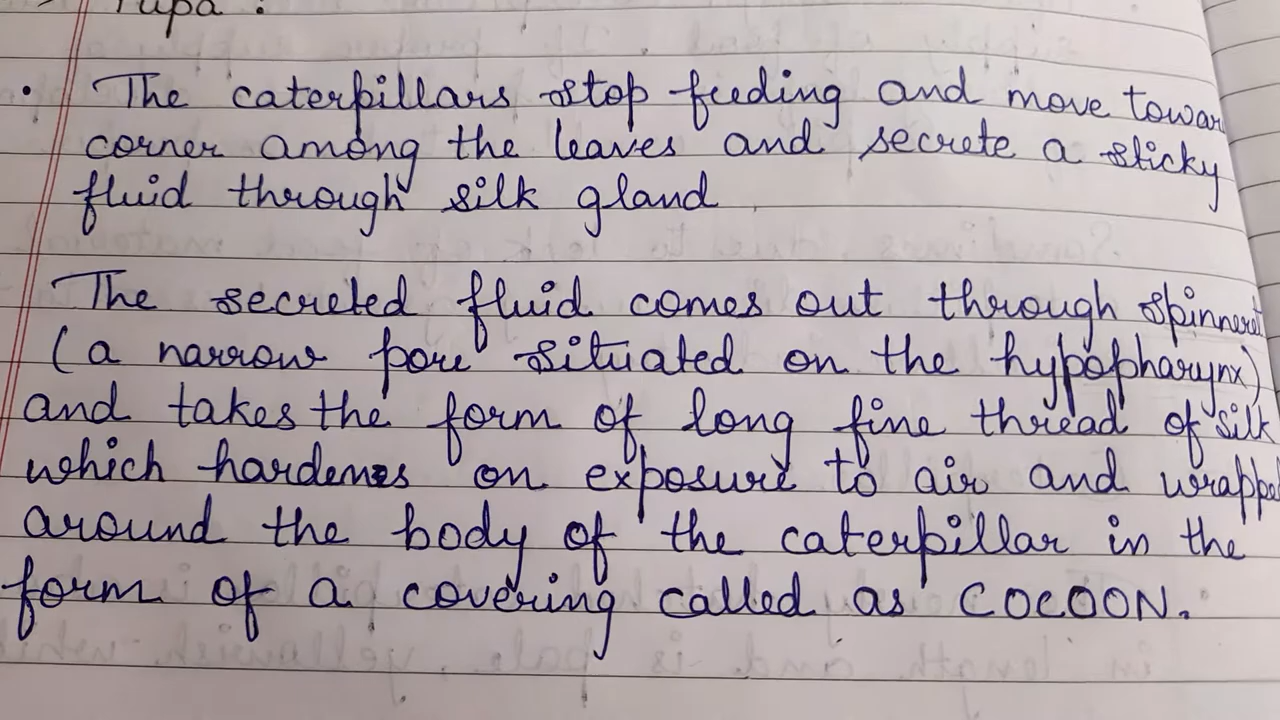 Pupa :
• The caterpillars stop feeding and move towar
corner among the leaves and secrete a sticky
fluid through silk gland
The secreted fluid comes out through spinneret
(a narrow pore situated on the hypopharynx)
and takes the form of long fine thread of silk
which hardenes on exposure to air and wrapped
around the body of the caterpillar in the
form of a covering called as COCOON.